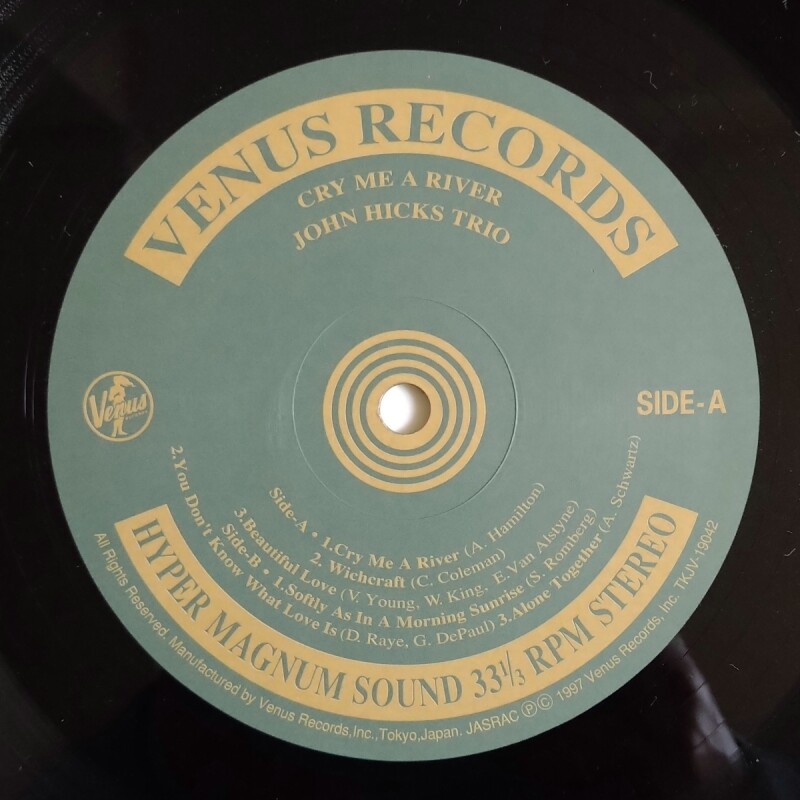 VENUS RECORDS
CRY ME A RIVER
JOHN HICKS TRIO
Venus
SIDE-A
Side-A • 1.Cry Me A River (A. Hamilton)
2. Wichcraft (C. Coleman)
3.Beautiful Love (V. Young, W. King, E.Van Alstyne)
Side-B • 1.Softly As In A Morning Sunrise (S. Romberg)
2.You Don't Know What Love Is (D. Raye, G. DePaul) 3.Alone Together (A. Schwartz)
HYPER MAGNUM SOUND 33⅓ RPM STEREO
All Rights Reserved. Manufactured by Venus Records,Inc.,Tokyo,Japan. JASRAC Ⓟ© 1997 Venus Records, Inc. TKJV-19042